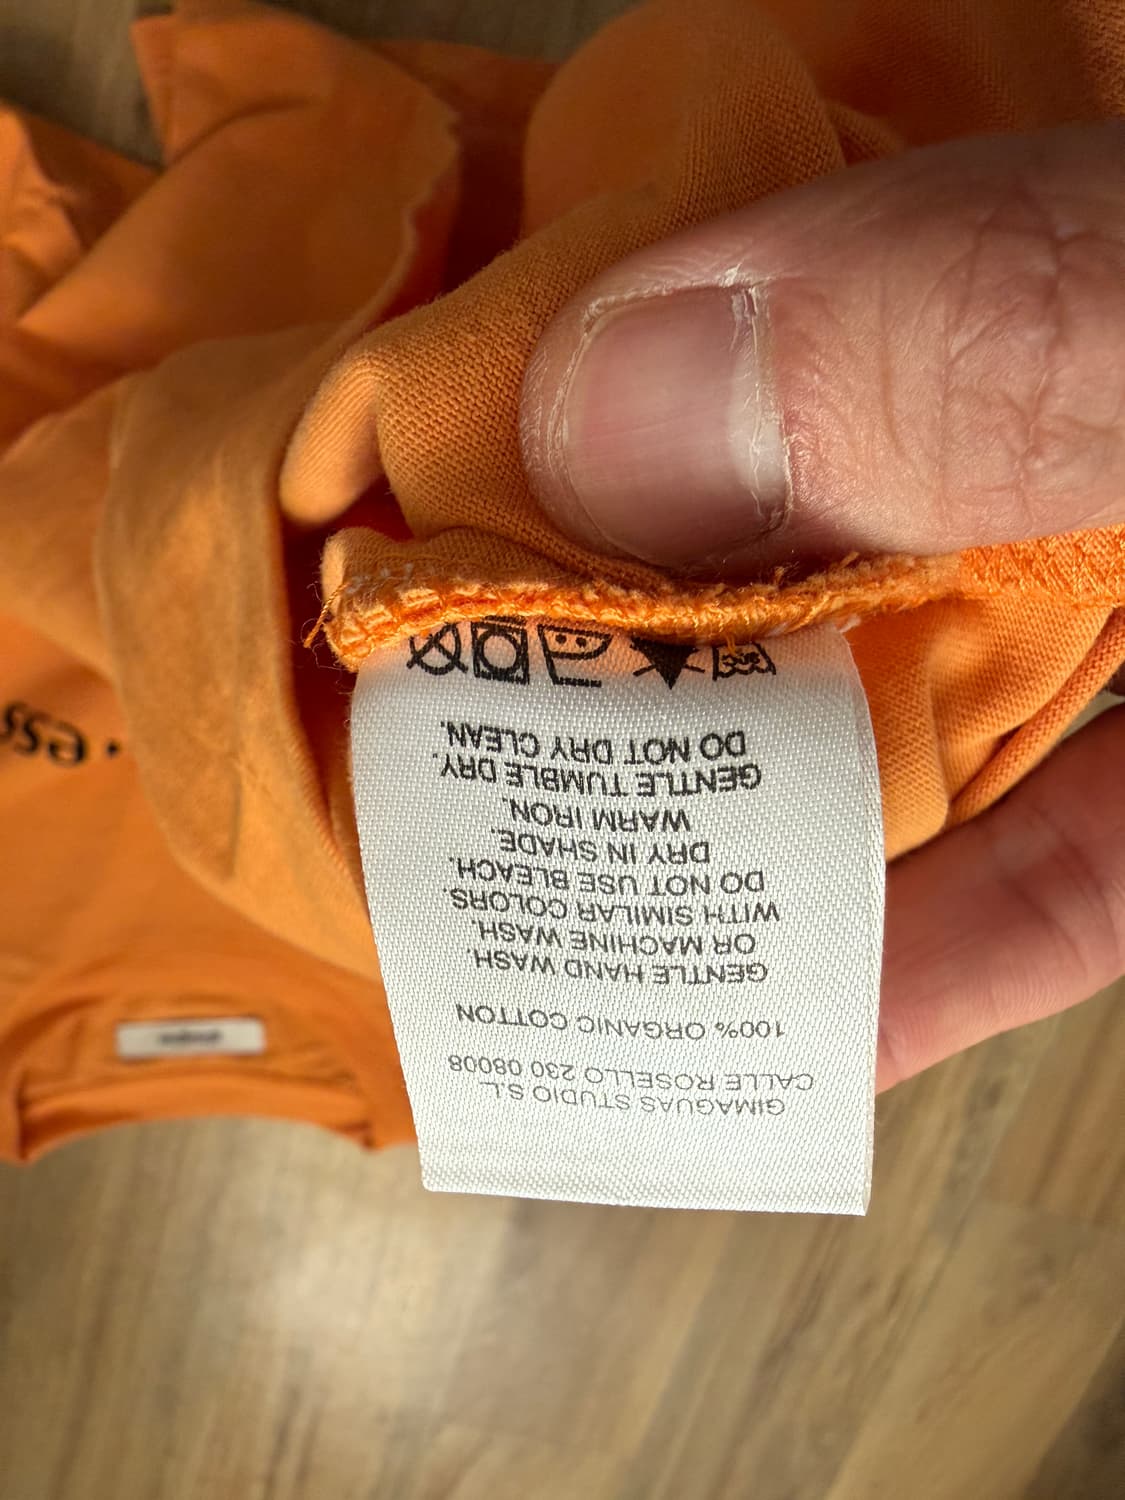 GIMAGUAS STUDIO S.L
CALLE ROSELLO 230 08008
100% ORGANIC COTTON
GENTLE HAND WASH.
OR MACHINE WASH.
WITH SIMILAR COLORS.
DO NOT USE BLEACH.
DRY IN SHADE.
WARM IRON.
GENTLE TUMBLE DRY.
DO NOT DRY CLEAN.